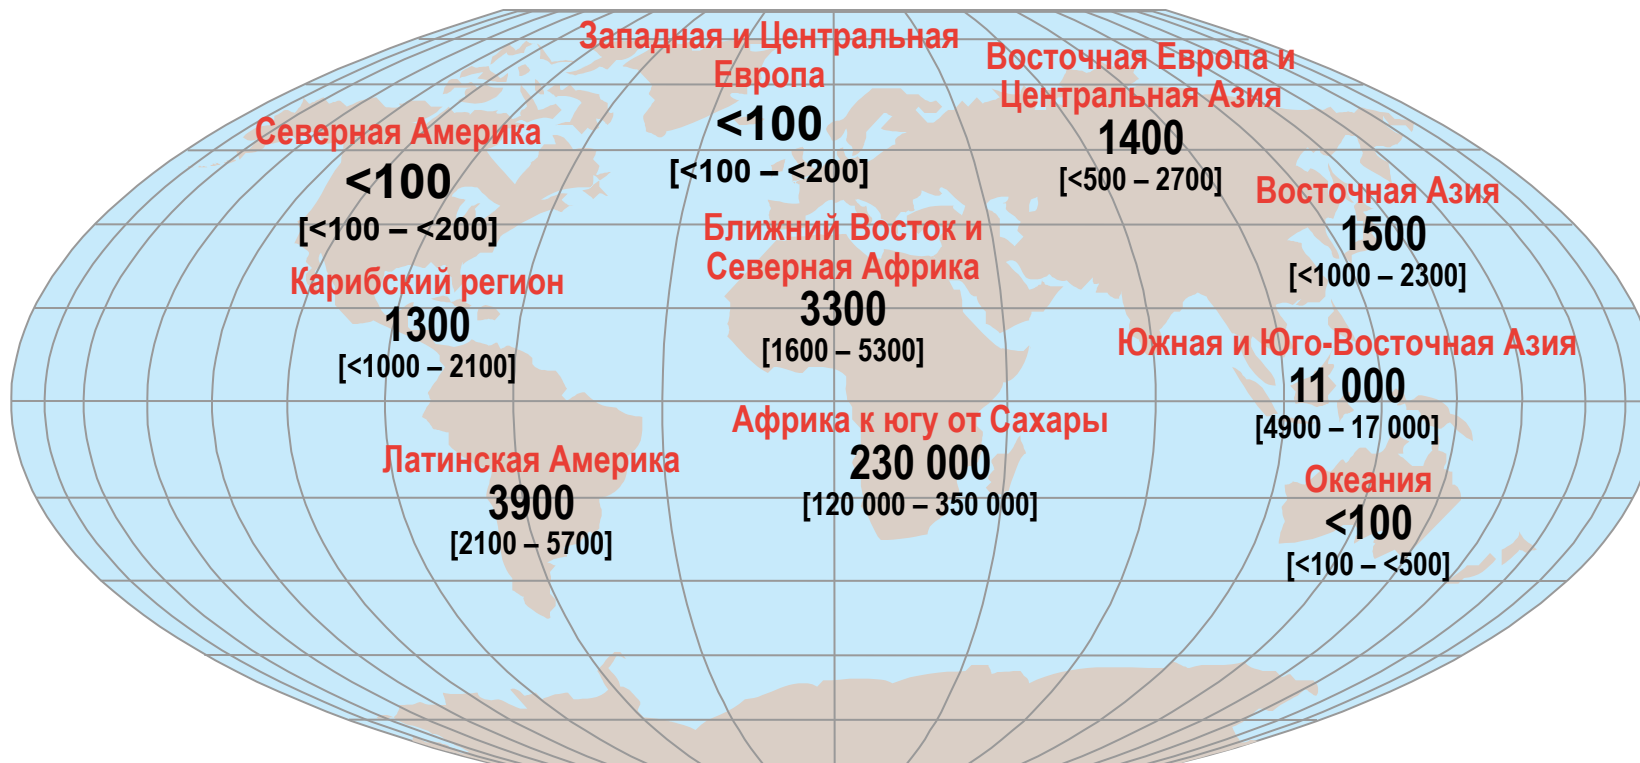 Западная и Центральная
Европа
<100
[<100 – <200]
Восточная Европа и
Центральная Азия
1400
[<500 – 2700]
Северная Америка
<100
[<100 – <200]
Восточная Азия
1500
[<1000 – 2300]
Ближний Восток и
Северная Африка
3300
[1600 – 5300]
Карибский регион
1300
[<1000 – 2100]
Южная и Юго-Восточная Азия
11 000
[4900 – 17 000]
Африка к югу от Сахары
230 000
[120 000 – 350 000]
Латинская Америка
3900
[2100 – 5700]
Океания
<100
[<100 – <500]